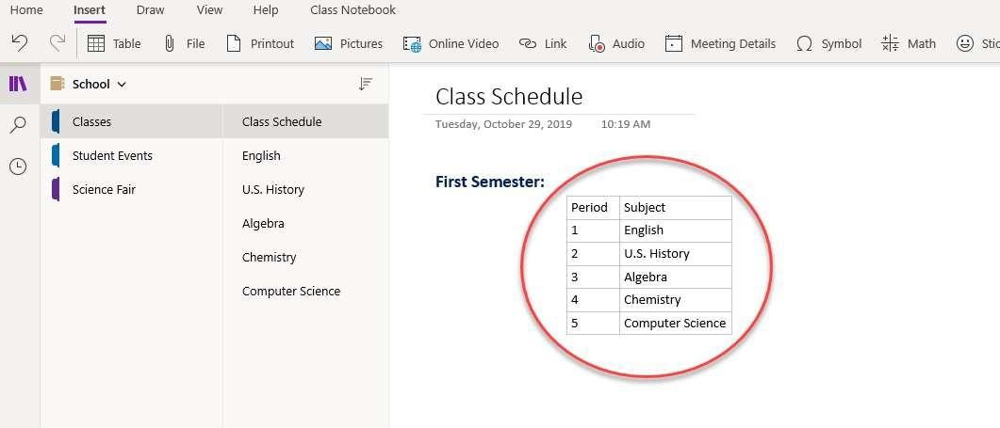 Home Insert Draw View Help Class Notebook
Table File Printout Pictures Online Video Link Audio Meeting Details Symbol Math Stic
School
Classes
Student Events
Science Fair
Class Schedule
English
U.S. History
Algebra
Chemistry
Computer Science
Class Schedule
Tuesday, October 29, 2019 10:19 AM
First Semester:
Period Subject
1 English
2 U.S. History
3 Algebra
4 Chemistry
5 Computer Science